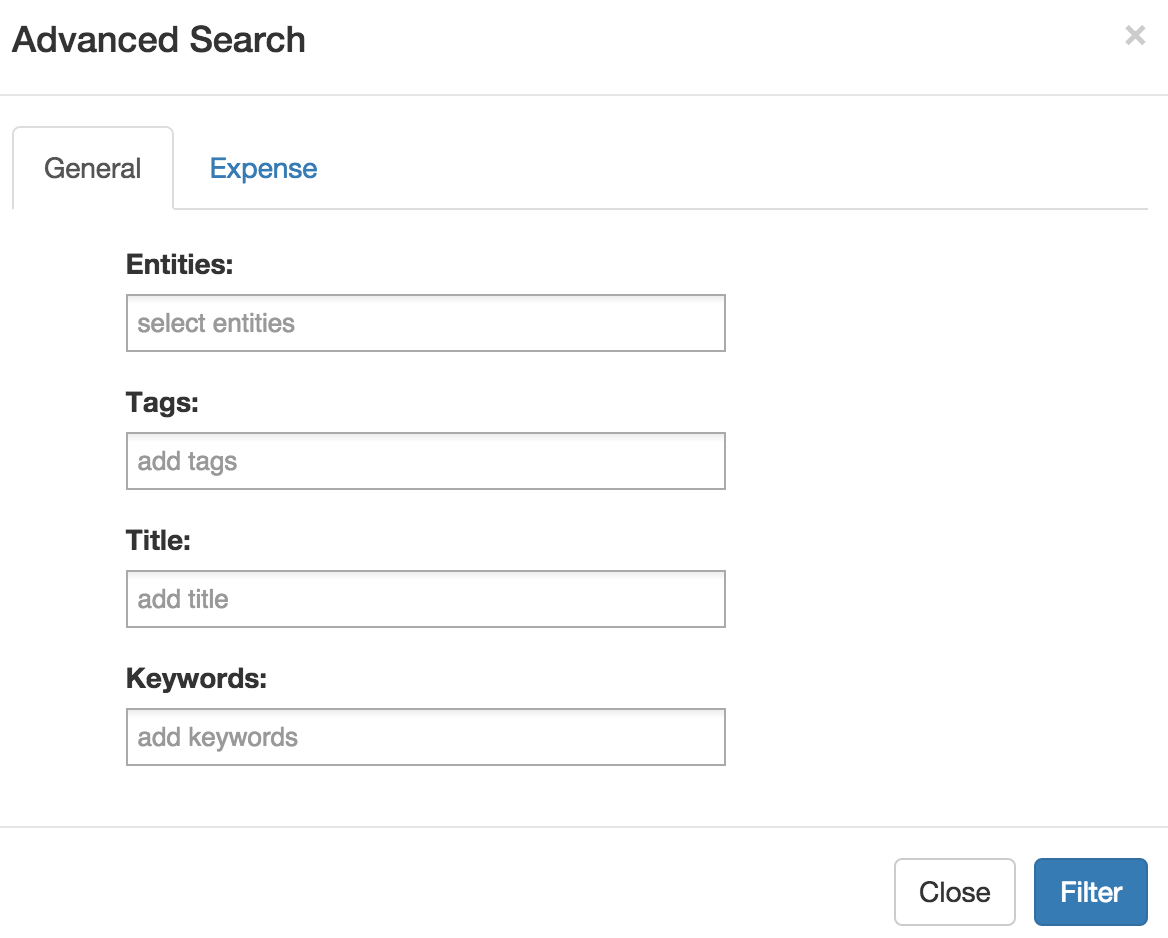 Advanced Search ×
General Expense
Entities:
select entities
Tags:
add tags
Title:
add title
Keywords:
add keywords
Close Filter